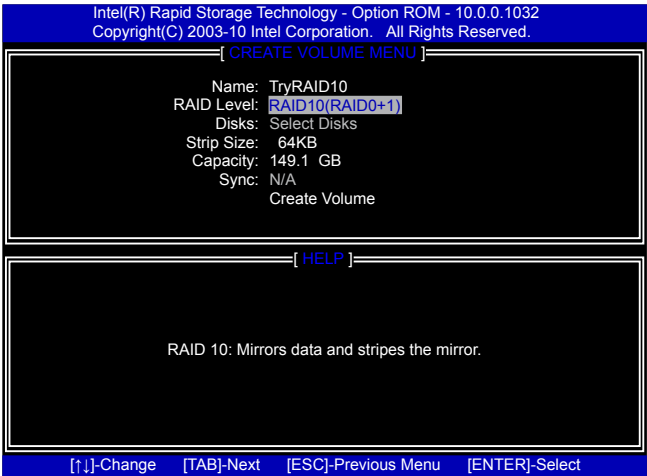 Intel(R) Rapid Storage Technology - Option ROM - 10.0.0.1032
Copyright(C) 2003-10 Intel Corporation. All Rights Reserved.
[ CREATE VOLUME MENU ]
Name: TryRAID10
RAID Level: RAID10(RAID0+1)
Disks: Select Disks
Strip Size: 64KB
Capacity: 149.1 GB
Sync: N/A
Create Volume
[ HELP ]
RAID 10: Mirrors data and stripes the mirror.
[↑↓]-Change [TAB]-Next [ESC]-Previous Menu [ENTER]-Select